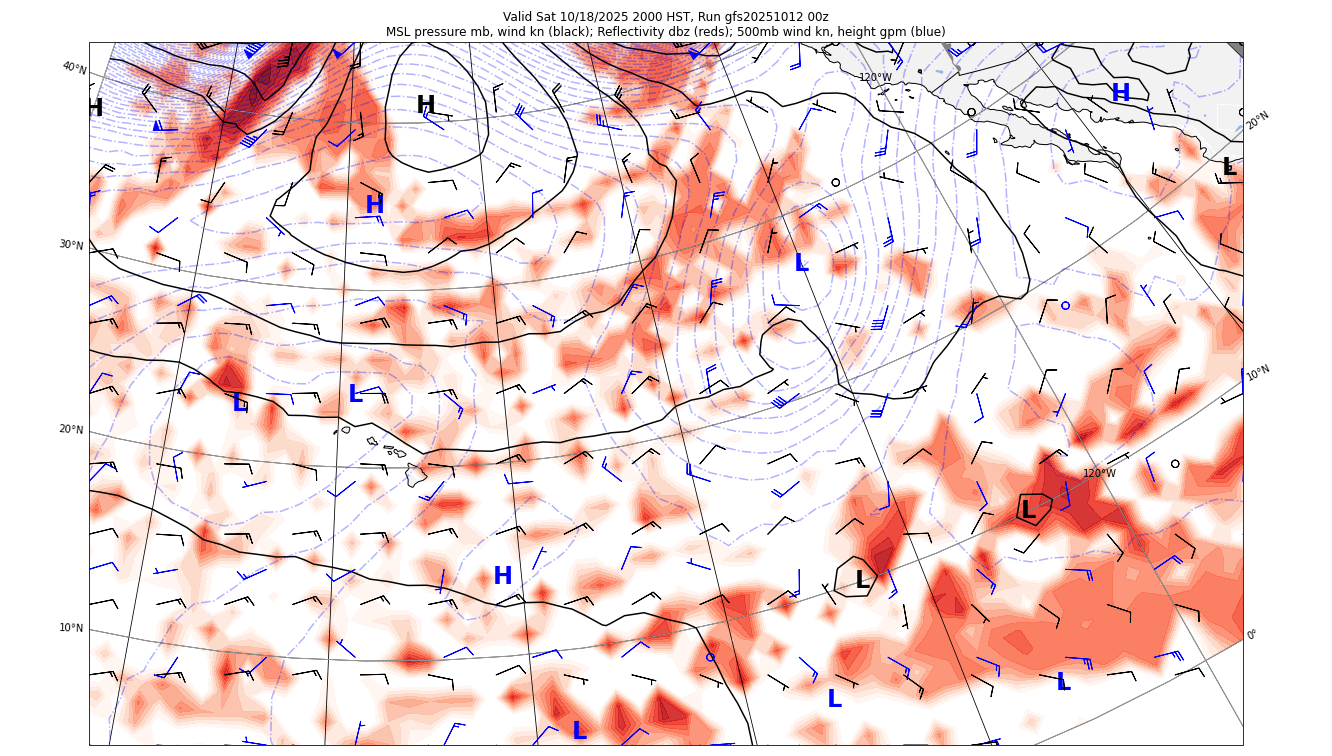 Valid Sat 10/18/2025 2000 HST, Run gfs20251012 00z
MSL pressure mb, wind kn (black); Reflectivity dbz (reds); 500mb wind kn, height gpm (blue)
40°N
120°W
H
H
H
20°N
L
H
30°N
L
10°N
L
L
20°N
120°W
L
H
L
10°N
0°
L
L
L